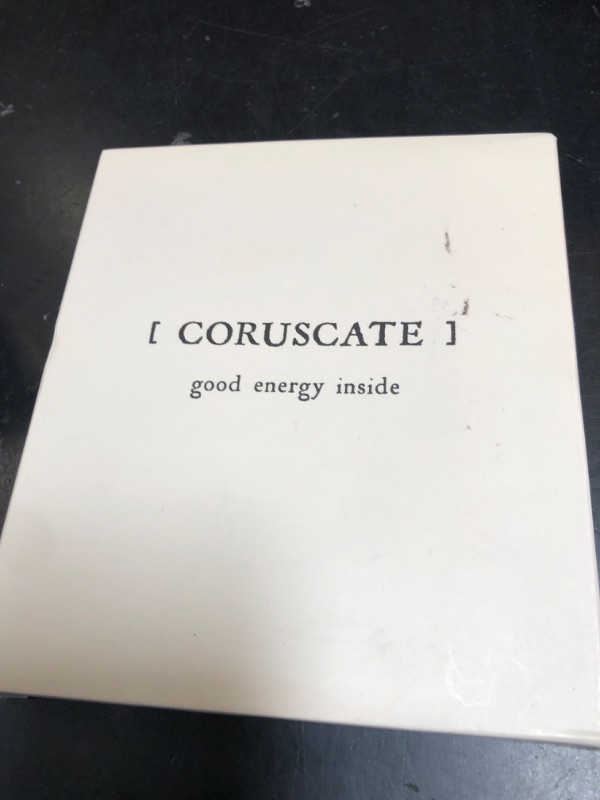 [ CORUSCATE ]
good energy inside